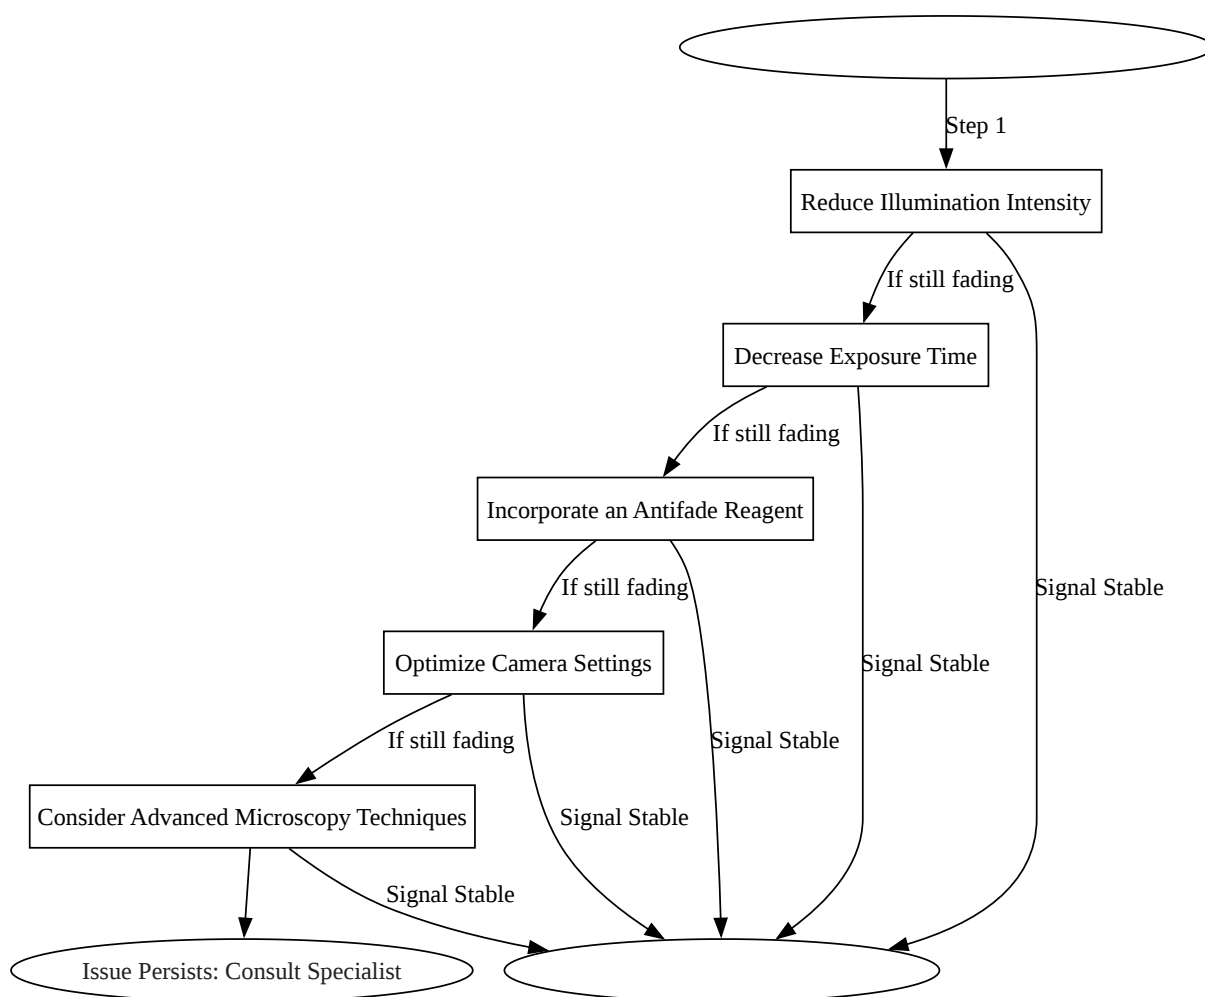 Step 1
Reduce Illumination Intensity
If still fading
Decrease Exposure Time
If still fading
Incorporate an Antifade Reagent
If still fading
Signal Stable
Optimize Camera Settings
Signal Stable
If still fading
Signal Stable
Consider Advanced Microscopy Techniques
Signal Stable
Signal Stable
Issue Persists: Consult Specialist